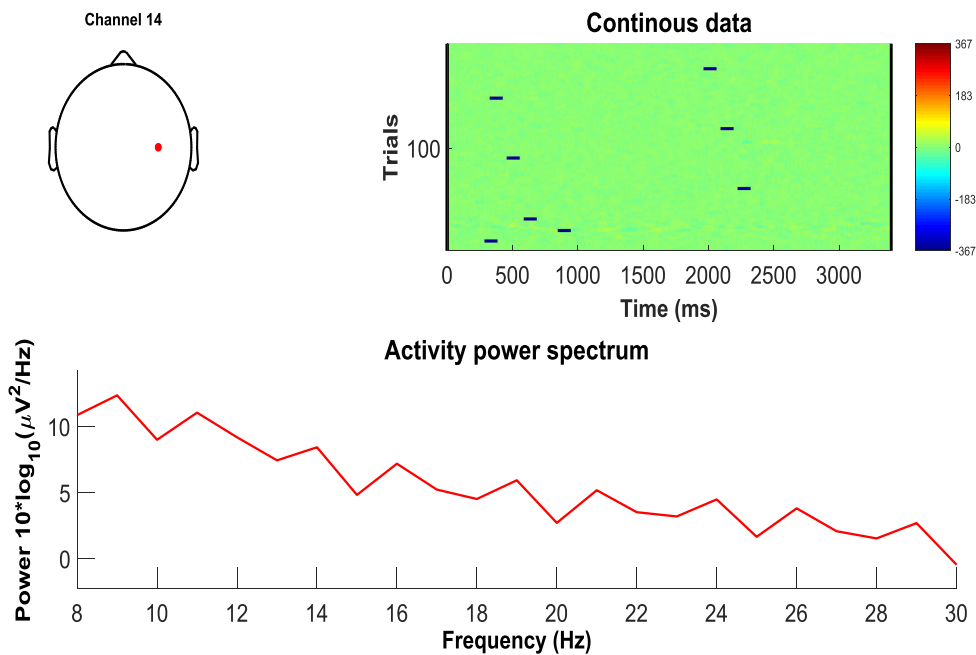 Channel 14
Continous data
Trials
100
0 500 1000 1500 2000 2500 3000
Time (ms)
367
183
0
-183
-367
Activity power spectrum
Power 10*log10(μV2/Hz)
10
5
0
8 10 12 14 16 18 20 22 24 26 28 30
Frequency (Hz)